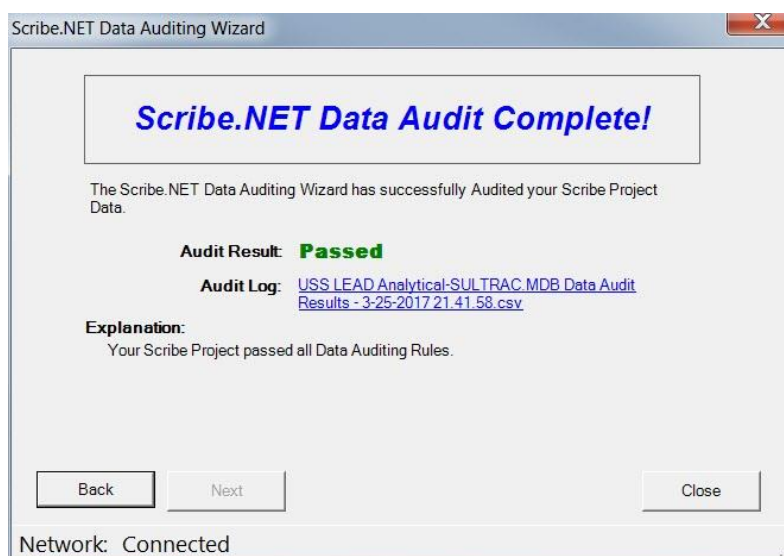 Scribe.NET Data Auditing Wizard
X
Scribe.NET Data Audit Complete!
The Scribe.NET Data Auditing Wizard has successfully Audited your Scribe Project
Data.
Audit Result: Passed
Audit Log: USS LEAD Analytical-SULTRAC.MDB Data Audit
Results - 3-25-2017 21.41.58.csv
Explanation:
Your Scribe Project passed all Data Auditing Rules.
Back Next Close
Network: Connected